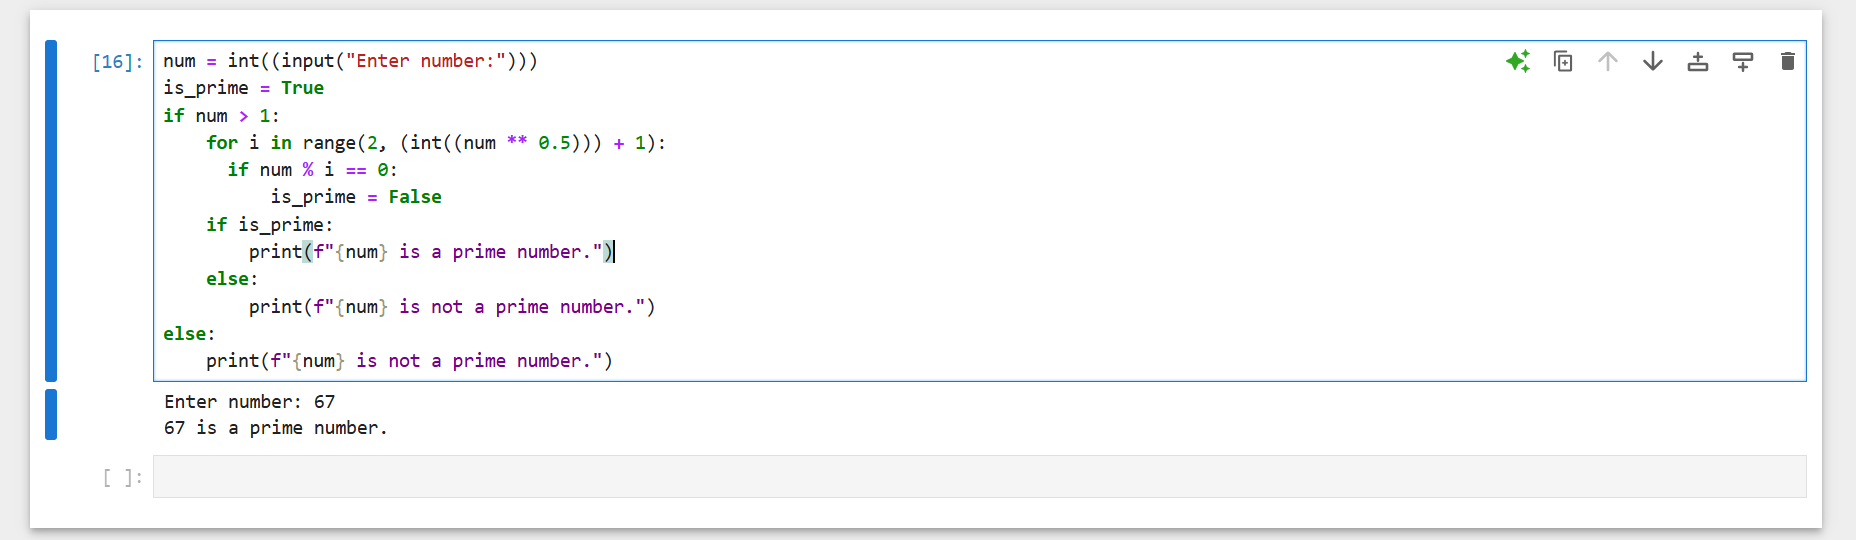 [16]: num = int((input("Enter number:")))
is_prime = True
if num > 1:
    for i in range(2, (int((num ** 0.5))) + 1):
      if num % i == 0:
          is_prime = False
    if is_prime:
        print(f"{num} is a prime number.")
    else:
        print(f"{num} is not a prime number.")
else:
    print(f"{num} is not a prime number.")
Enter number: 67
67 is a prime number.
[ ]: